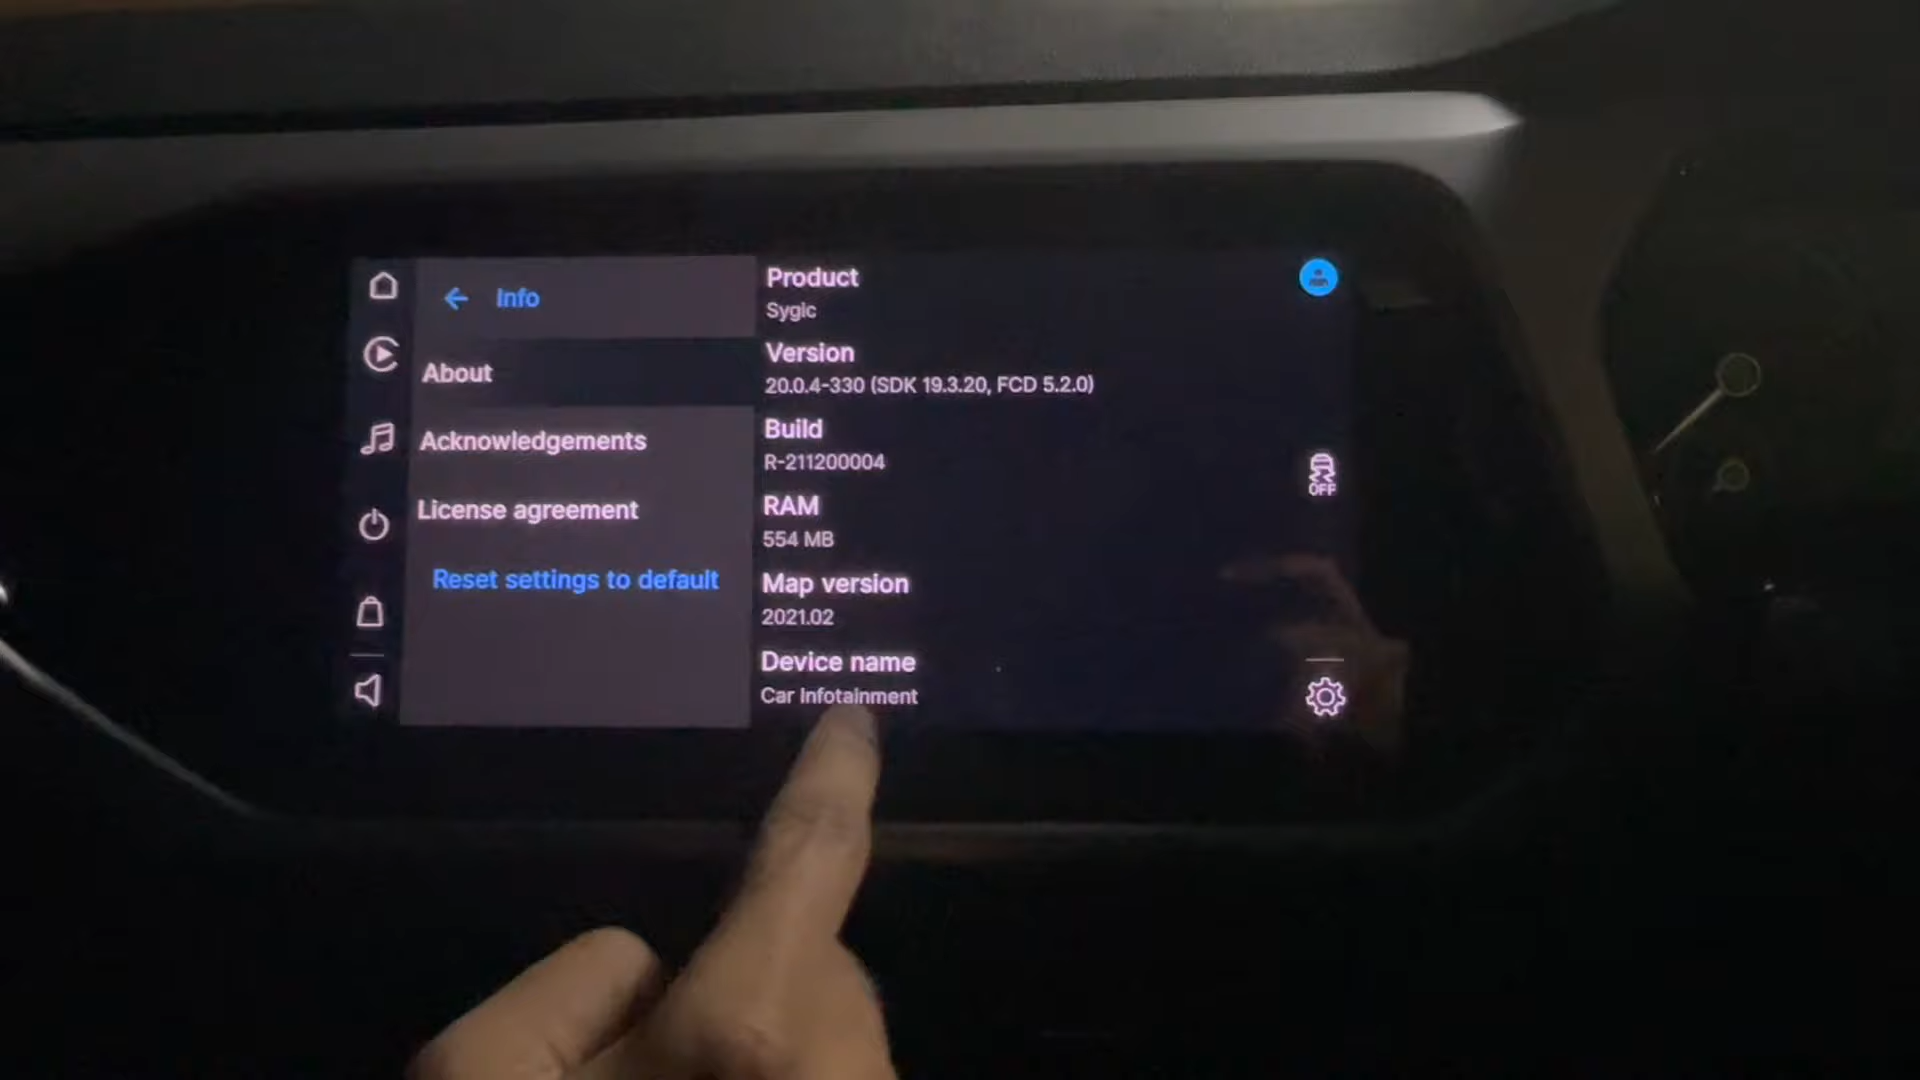 Info
About
Acknowledgements
License agreement
Reset settings to default
Product
Sygic
Version
20.0.4-330 (SDK 19.3.20, FCD 5.2.0)
Build
R-211200004
RAM
554 MB
Map version
2021.02
Device name
Car Infotainment
OFF